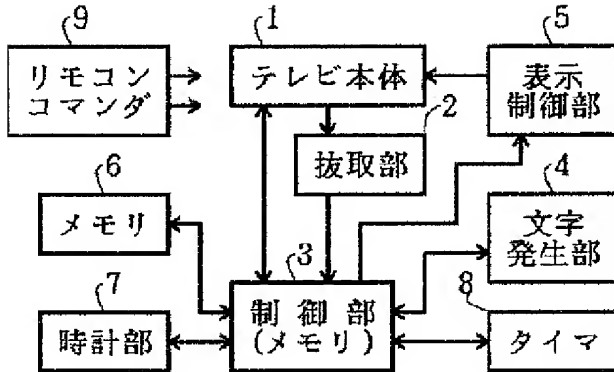 9
リモコン
コマンダ
1
テレビ本体
5
表示
制御部
2
抜取部
6
メモリ
4
文字
発生部
3
制御部
(メモリ)
7
時計部
8
タイマ